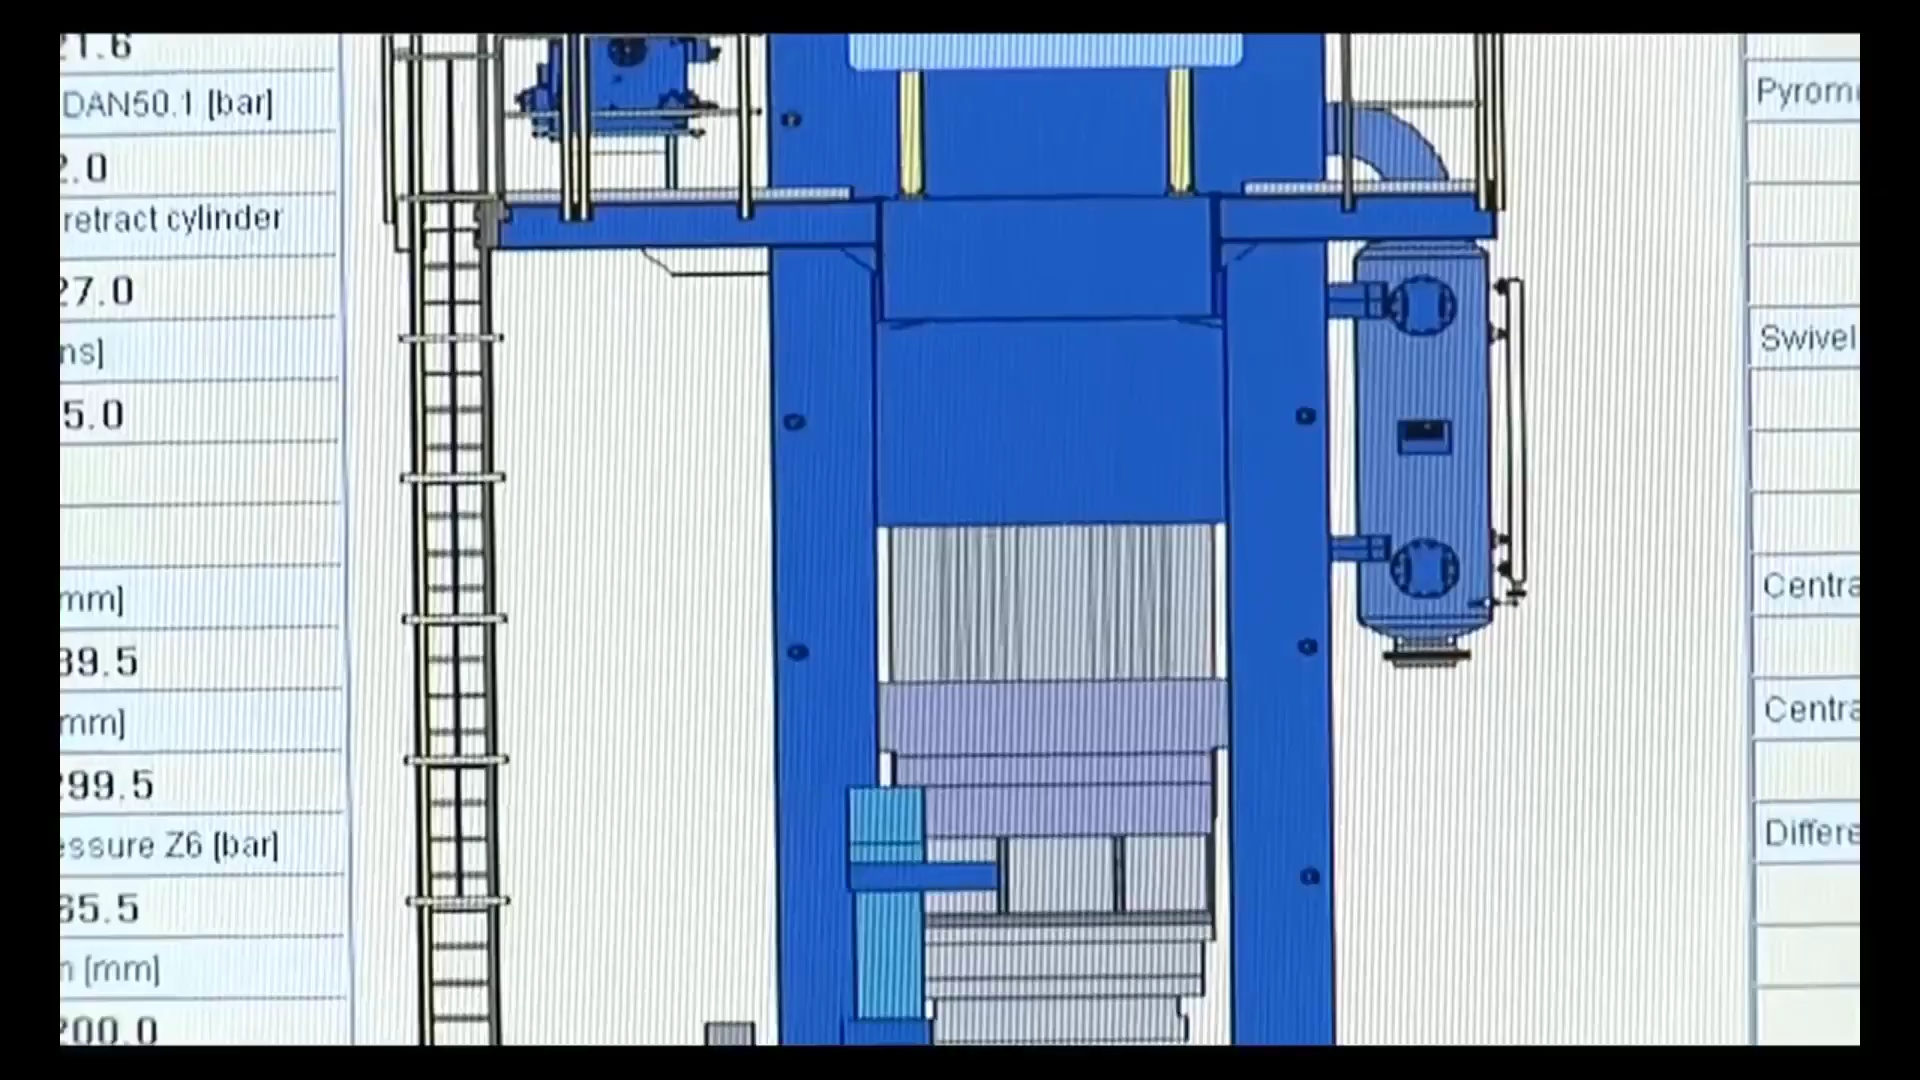 21.6
DAN50.1 [bar]
2.0
retract cylinder
27.0
ns]
5.0
mm]
39.5
mm]
299.5
essure Z6 [bar]
65.5
n [mm]
200.0
Pyrom
Swivel
Centra
Centra
Differe